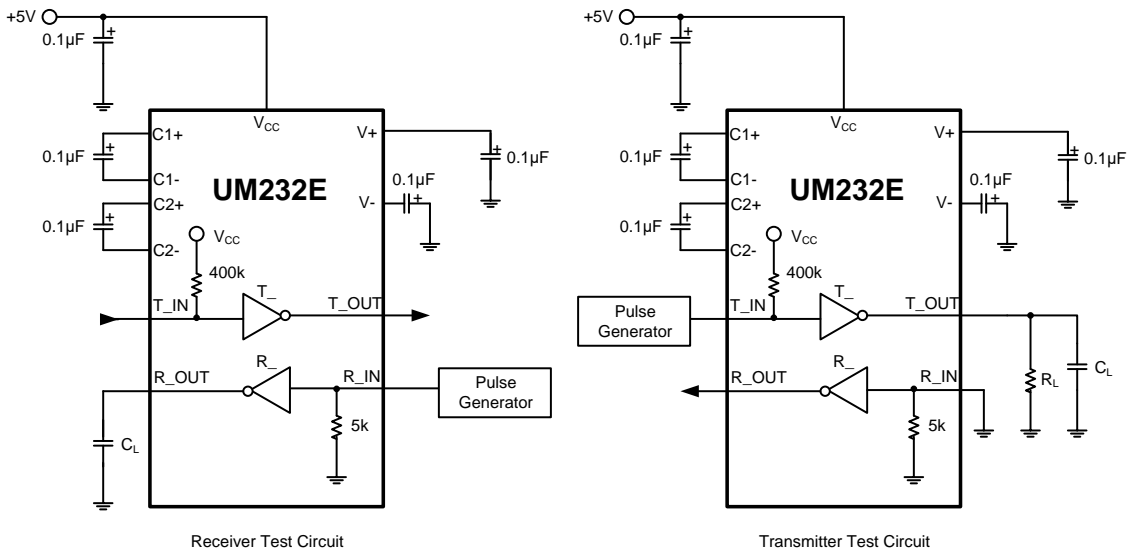 +5V
0.1µF
+
VCC
C1+
V+
0.1µF
+
C1-
+
0.1µF
UM232E
C2+
0.1µF
V-
+
0.1µF
+
C2-
VCC
400k
T_IN
T_
T_OUT
R_
R_OUT
R_IN
Pulse
Generator
5k
CL
Receiver Test Circuit
+5V
0.1µF
+
VCC
C1+
V+
0.1µF
+
C1-
+
0.1µF
UM232E
C2+
0.1µF
V-
+
0.1µF
+
C2-
VCC
400k
Pulse
Generator
T_IN
T_
T_OUT
R_
R_OUT
R_IN
RL
CL
5k
Transmitter Test Circuit